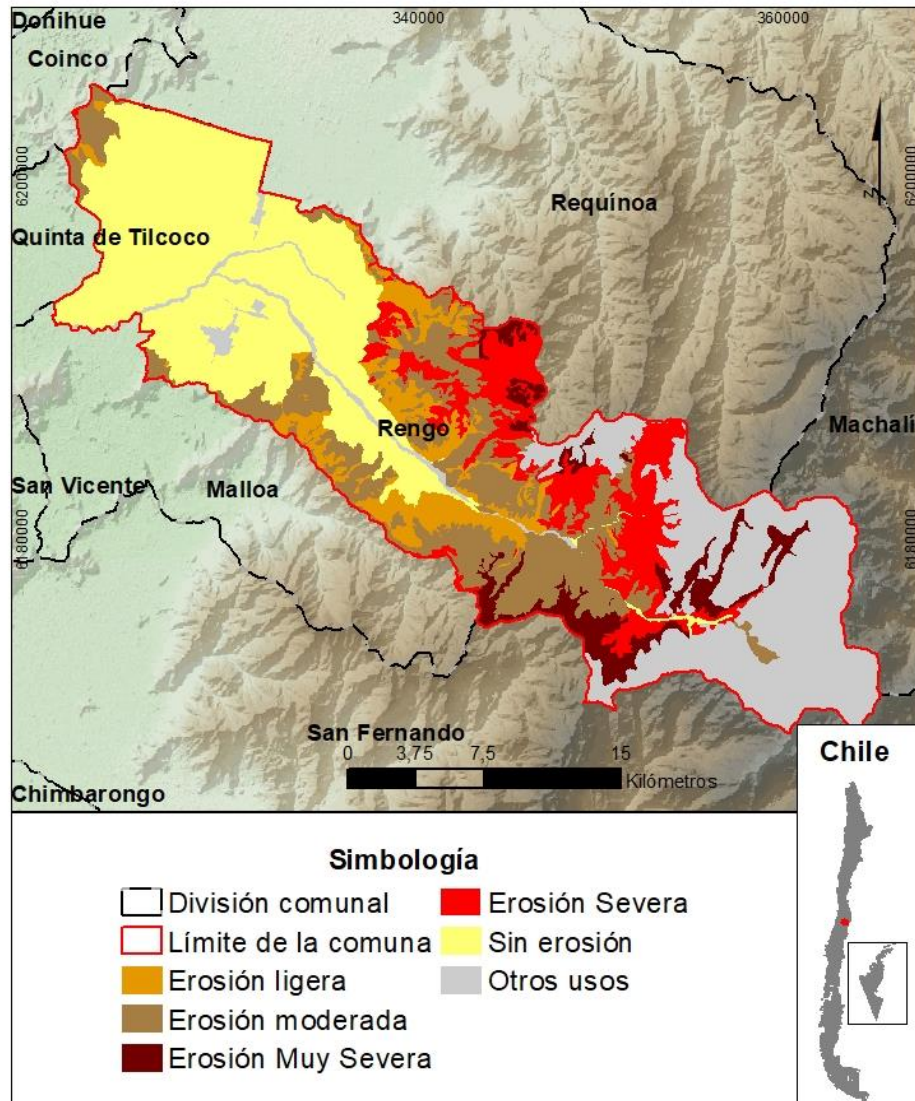 Doñihue
340000
360000
Coinco
6200000
6200000
Requínoa
N
Quinta de Tilcoco
Rengo
Machalí
San Vicente
Malloa
6180000
6180000
San Fernando
0 3,75 7,5 15
Kilómetros
Chimbarongo
Chile
Simbología
División comunal
Erosión Severa
Límite de la comuna
Sin erosión
Erosión ligera
Otros usos
Erosión moderada
Erosión Muy Severa